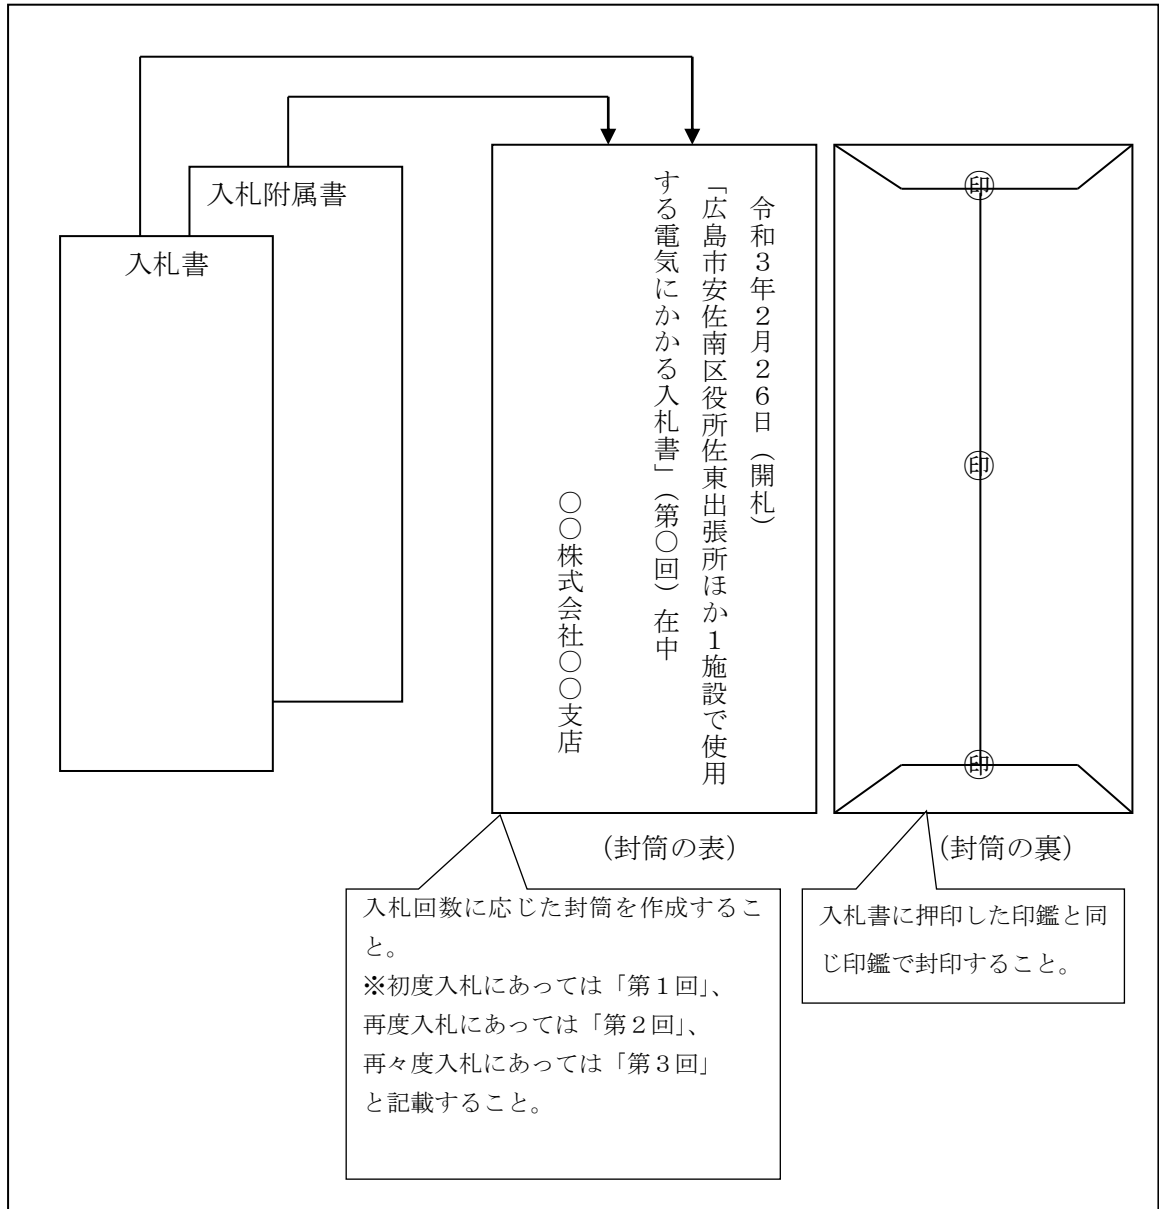 入札附属書
入札書
令和３年２月２６日（開札）
「広島市安佐南区役所佐東出張所ほか１施設で使用
する電気にかかる入札書」（第〇回）在中
〇〇株式会社〇〇支店
㊞
㊞
㊞
（封筒の表）
（封筒の裏）
入札回数に応じた封筒を作成するこ
と。
※初度入札にあっては「第１回」、
再度入札にあっては「第２回」、
再々度入札にあっては「第３回」
と記載すること。
入札書に押印した印鑑と同
じ印鑑で封印すること。